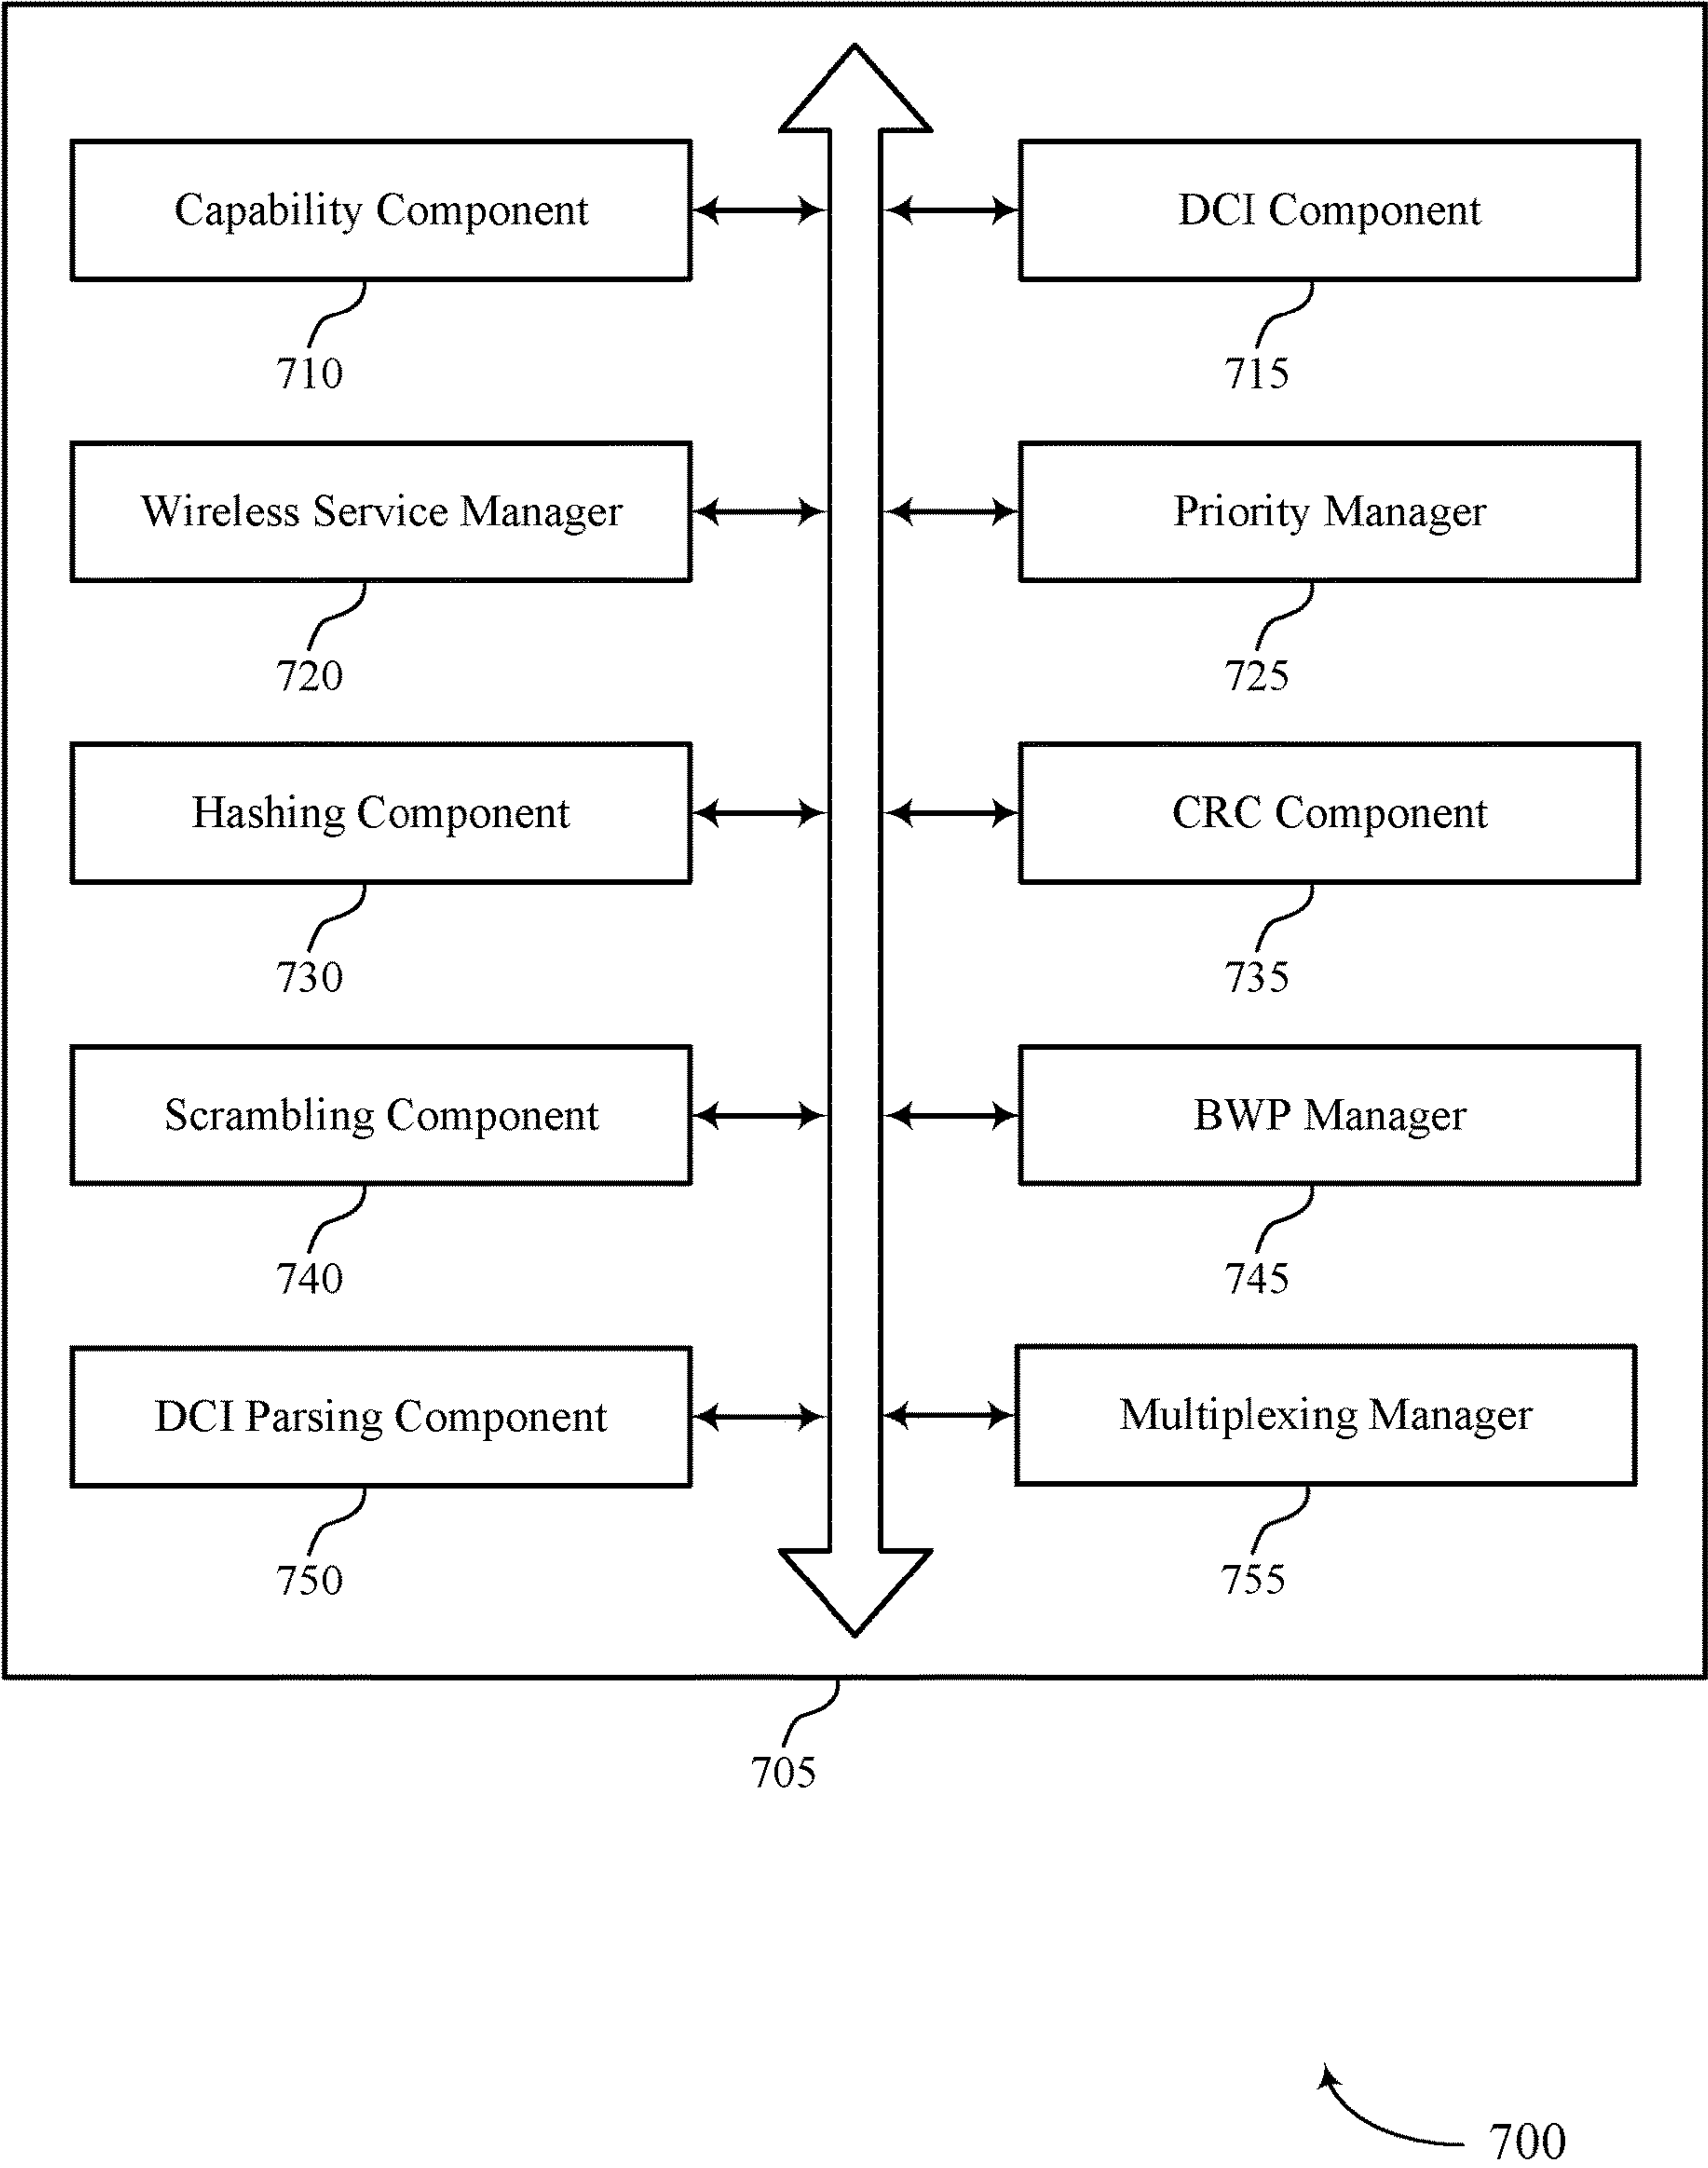 Capability Component
DCI Component
710
715
Wireless Service Manager
Priority Manager
720
725
Hashing Component
CRC Component
730
735
Scrambling Component
BWP Manager
740
745
DCI Parsing Component
Multiplexing Manager
750
755
705
700